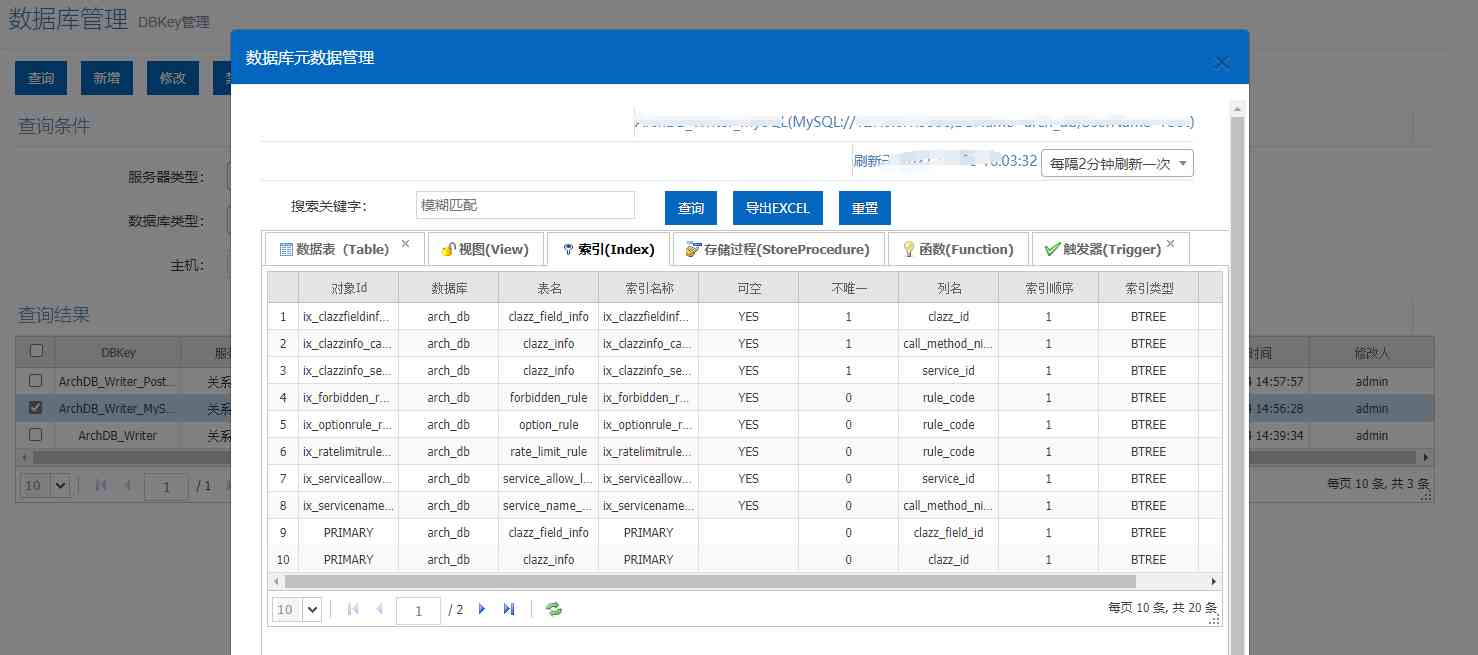 数据库管理 DBKey管理
数据库元数据管理
查询 新增 修改
查询条件
(MySQL://
刷新 03:32 每隔2分钟刷新一次
服务器类型：
搜索关键字： 模糊匹配 查询 导出EXCEL 重置
数据库类型：
数据表 (Table) 视图(View) 索引(Index) 存储过程(StoreProcedure) 函数(Function) 触发器(Trigger)
主机：
对象Id 数据库 表名 索引名称 可空 不唯一 列名 索引顺序 索引类型
1 ix_clazzfieldinf... arch_db clazz_field_info ix_clazzfieldinf... YES 1 clazz_id 1 BTREE
2 ix_clazzinfo_ca... arch_db clazz_info ix_clazzinfo_ca... YES 1 call_method_ni... 1 BTREE
3 ix_clazzinfo_se... arch_db clazz_info ix_clazzinfo_se... YES 1 service_id 1 BTREE
4 ix_forbidden_r... arch_db forbidden_rule ix_forbidden_r... YES 0 rule_code 1 BTREE
5 ix_optionrule_r... arch_db option_rule ix_optionrule_r... YES 0 rule_code 1 BTREE
6 ix_ratelimitrule... arch_db rate_limit_rule ix_ratelimitrule... YES 0 rule_code 1 BTREE
7 ix_serviceallow... arch_db service_allow_l... ix_serviceallow... YES 0 service_id 1 BTREE
8 ix_servicename... arch_db service_name_... ix_servicename... YES 0 call_method_ni... 1 BTREE
9 PRIMARY arch_db clazz_field_info PRIMARY 0 clazz_field_id 1 BTREE
10 PRIMARY arch_db clazz_info PRIMARY 0 clazz_id 1 BTREE
10 1 / 2 每页 10 条, 共 20 条
查询结果
DBKey 服 时间 修改人
ArchDB_Writer_Post... 关系 14:57:57 admin
ArchDB_Writer_MyS... 关系 14:56:28 admin
ArchDB_Writer 关系 14:39:34 admin
10 1 / 1 每页 10 条, 共 3 条